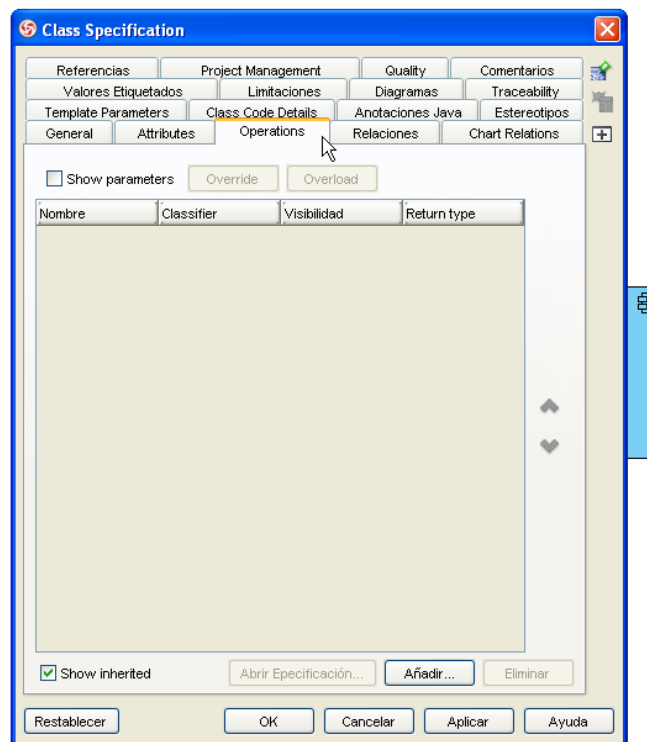 Class Specification
Referencias Project Management Quality Comentarios
Valores Etiquetados Limitaciones Diagramas Traceability
Template Parameters Class Code Details Anotaciones Java Estereotipos
General Attributes Operations Relaciones Chart Relations
Show parameters Override Overload
Nombre Classifier Visibilidad Return type
Show inherited Abrir Epecificación... Añadir... Eliminar
Restablecer OK Cancelar Aplicar Ayuda